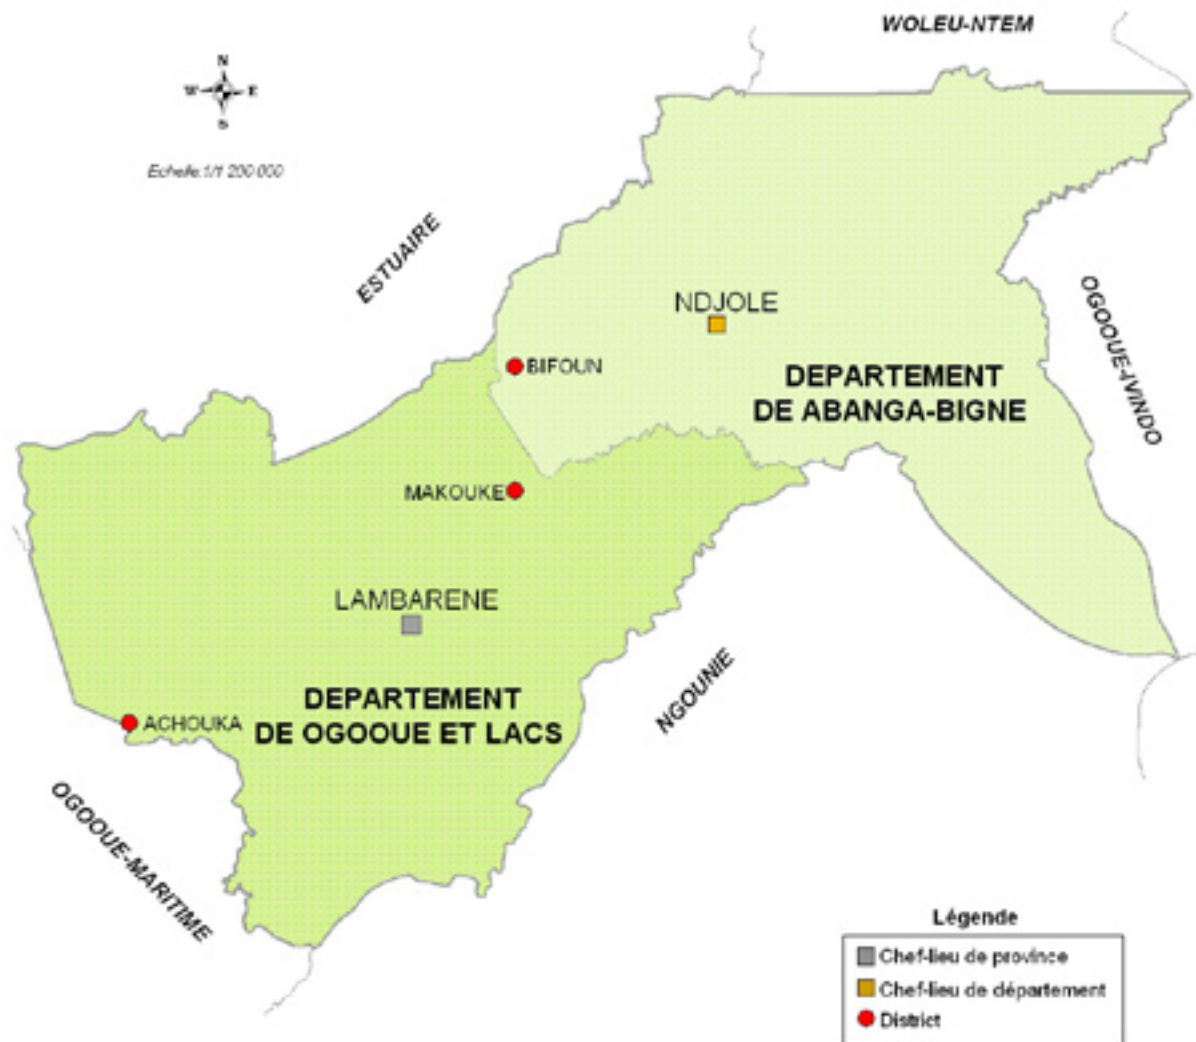 WOLEU-NTEM
N
W E
S
Echelle:1/1 200 000
ESTUAIRE
OGOOUE-IVINDO
NDJOLE
BIFOUN
DEPARTEMENT
DE ABANGA-BIGNE
MAKOUKE
LAMBARENE
NGOUNIE
DEPARTEMENT
DE OGOOUE ET LACS
ACHOUKA
OGOOUE-MARITIME
Légende
Chef-lieu de province
Chef-lieu de département
District